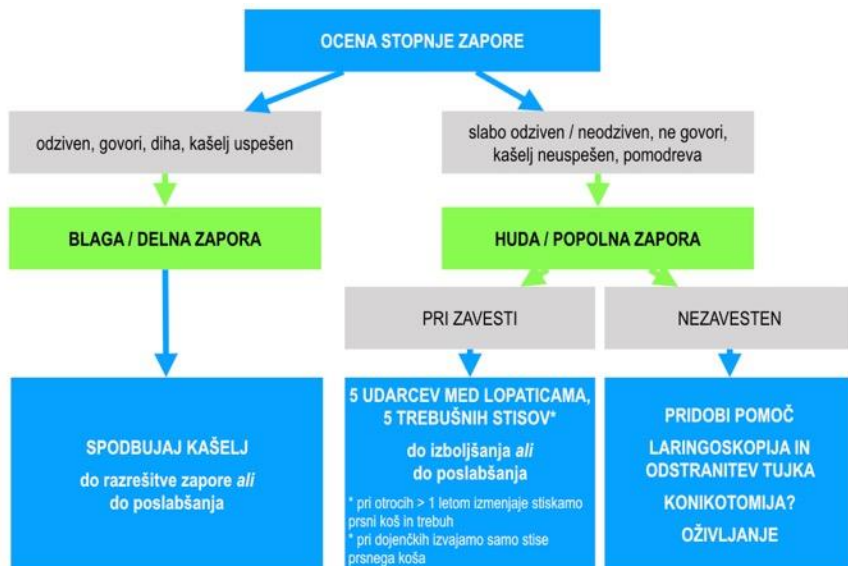 OCENA STOPNJE ZAPORE
odziven, govori, diha, kašelj uspešen
slabo odziven / neodziven, ne govori,
kašelj neuspešen, pomodreva
BLAGA / DELNA ZAPORA
HUDA / POPOLNA ZAPORA
PRI ZAVESTI
NEZAVESTEN
SPODBUJAJ KAŠELJ
do razrešitve zapore ali
do poslabšanja
5 UDARCEV MED LOPATICAMA,
5 TREBUŠNIH STISOV*
do izboljšanja ali
do poslabšanja
* pri otrocih > 1 letom izmenjaje stiskamo
prsni koš in trebuh
* pri dojenčkih izvajamo samo stise
prsnega koša
PRIDOBI POMOČ
LARINGOSKOPIJA IN
ODSTRANITEV TUJKA
KONIKOTOMIJA?
OŽIVLJANJE